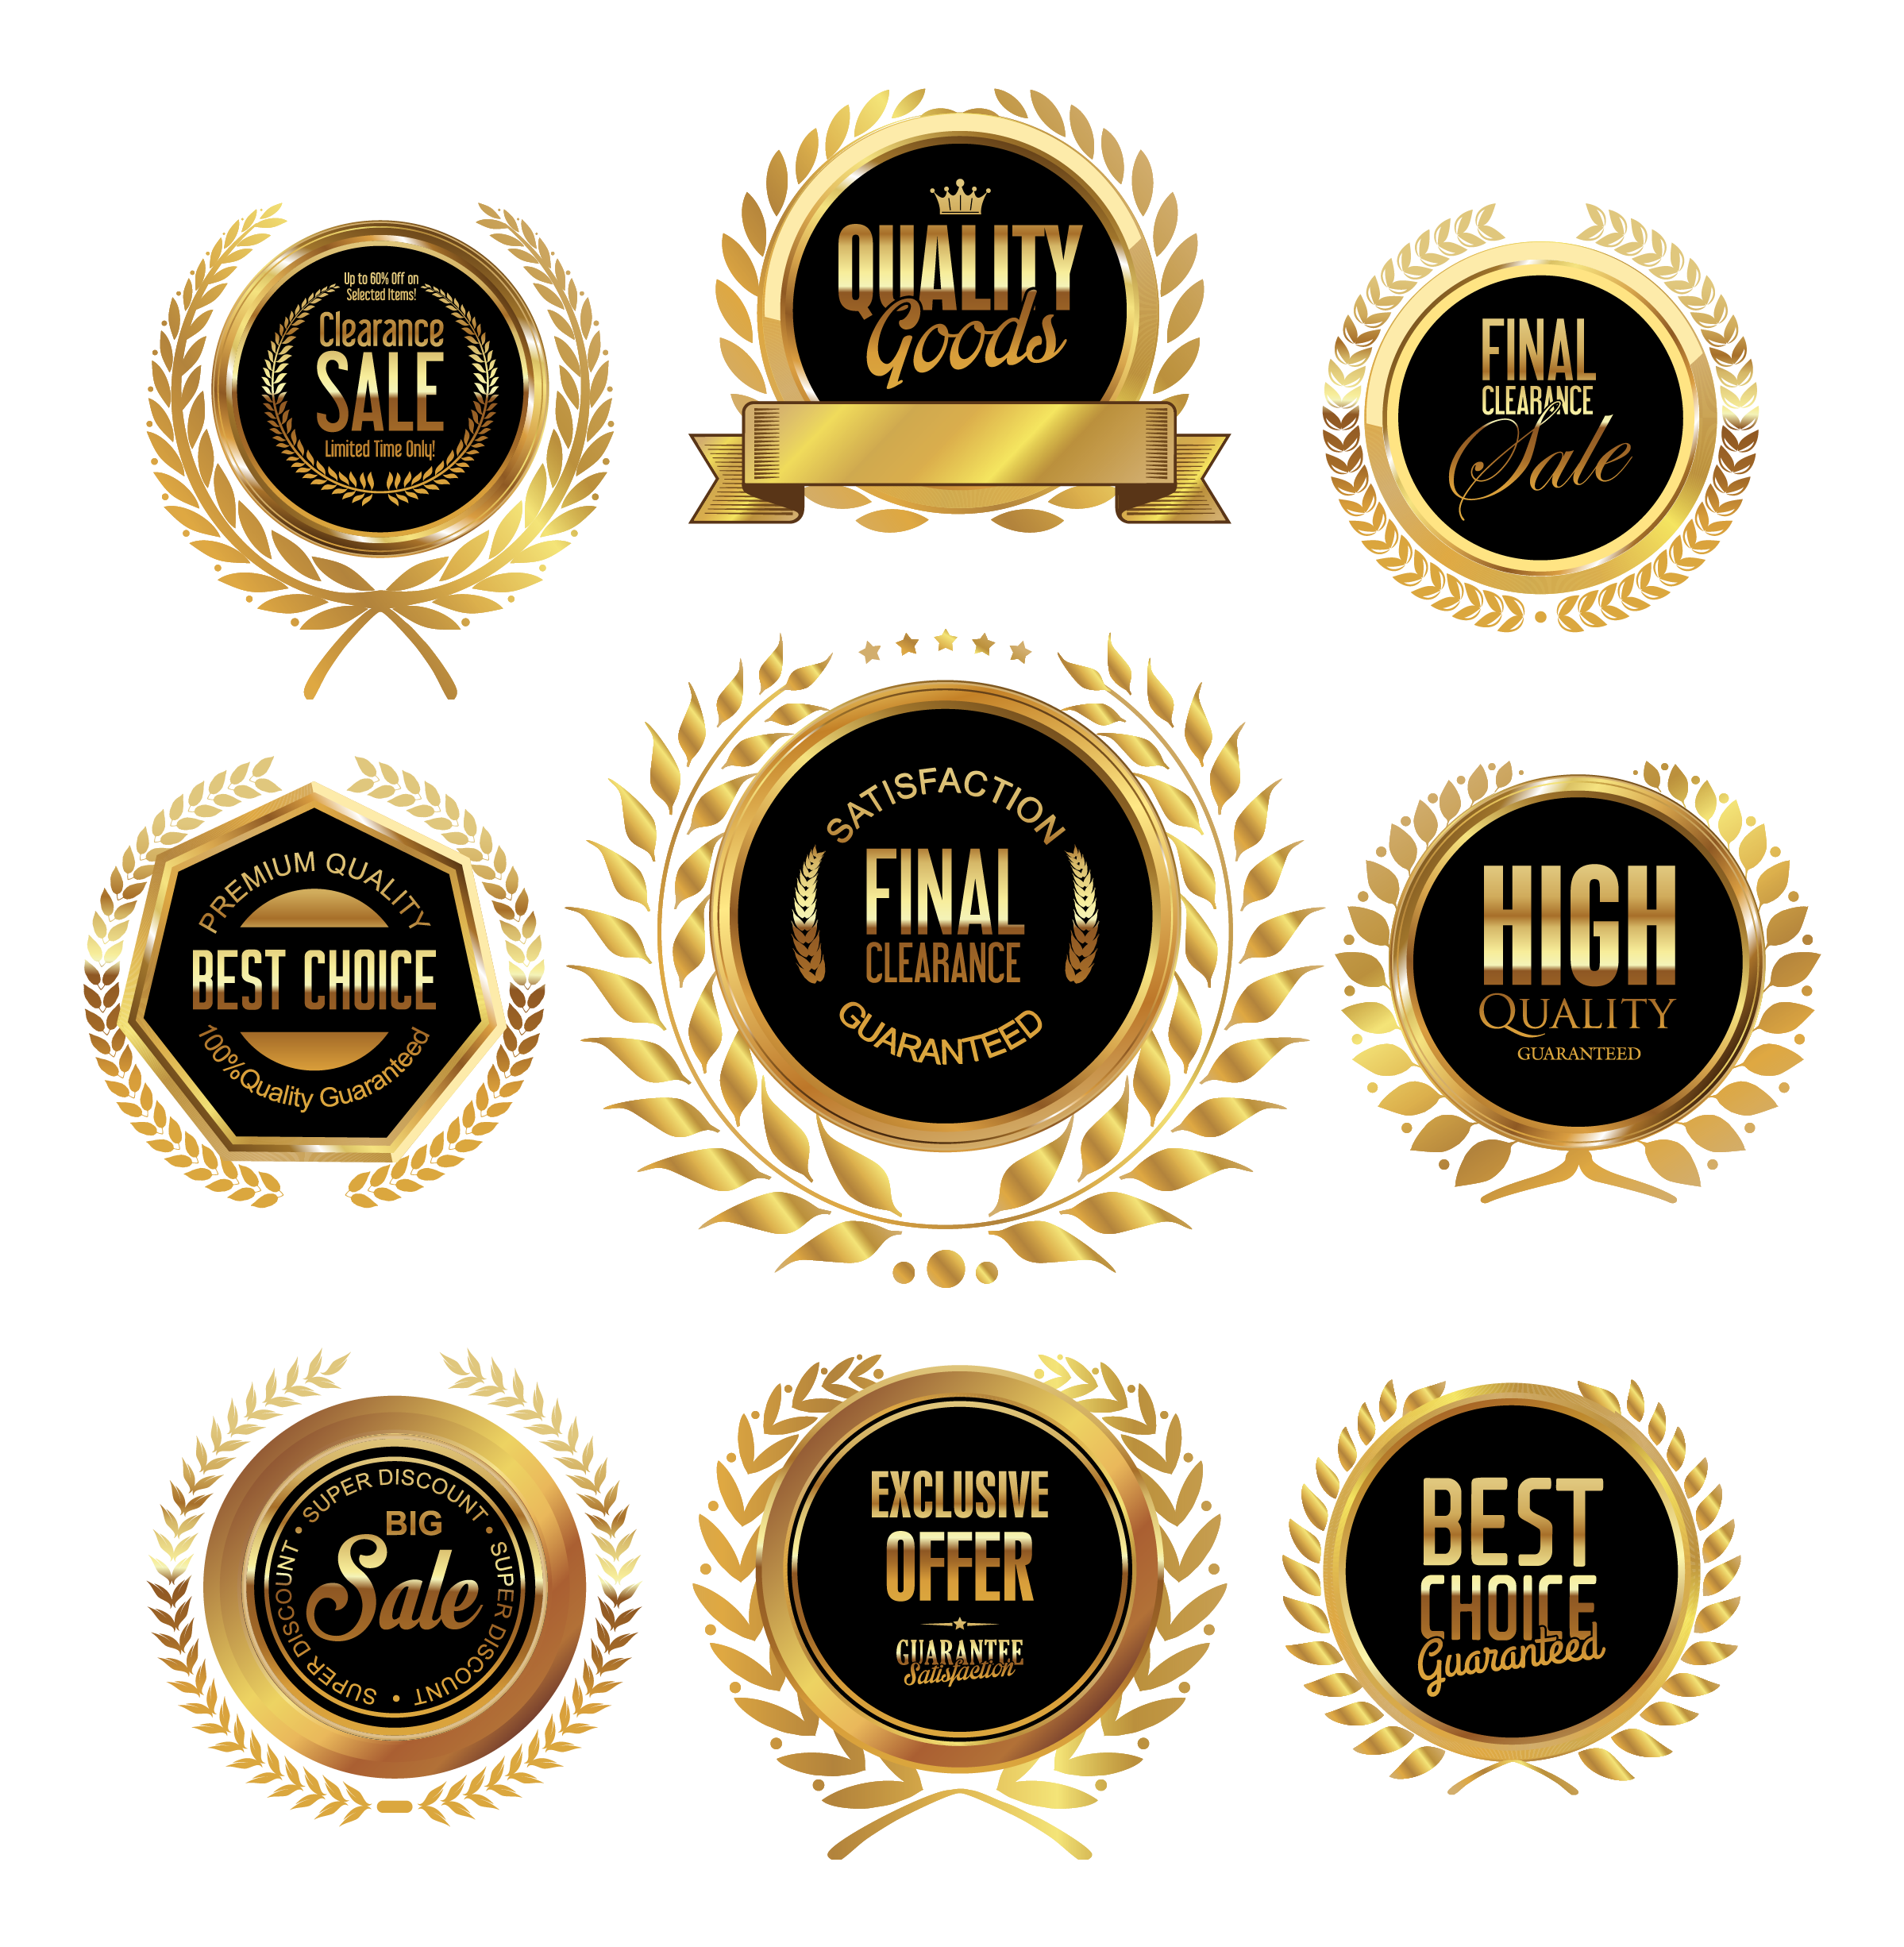 Up to 60% Off on
Selected Items!
Clearance
SALE
Limited Time Only!
QUALITY
Goods
FINAL
CLEARANCE
Sale
PREMIUM QUALITY
BEST CHOICE
100%Quality Guaranteed
SATISFACTION
FINAL
CLEARANCE
GUARANTEED
HIGH
QUALITY
GUARANTEED
SUPER DISCOUNT • SUPER DISCOUNT • SUPER DISCOUNT •
BIG
Sale
EXCLUSIVE
OFFER
GUARANTEE
Satisfaction
BEST
CHOICE
Guaranteed